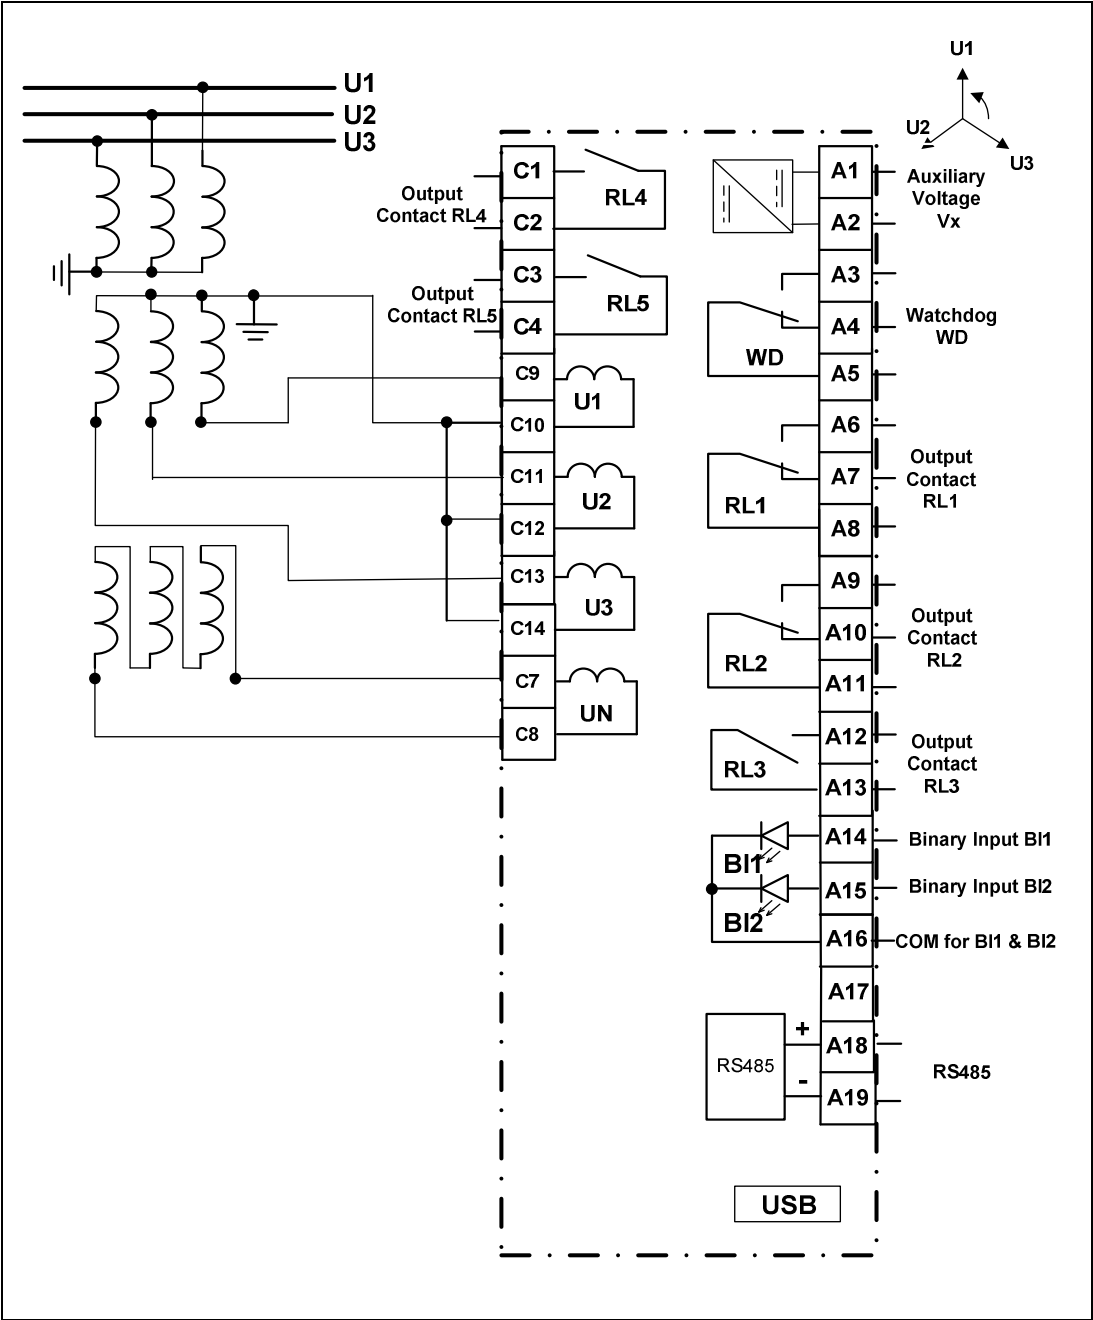 U1
U2
U3
U1
U2
U3
Output
Contact RL4
Output
Contact RL5
C1
C2
C3
C4
C9
C10
C11
C12
C13
C14
C7
C8
RL4
RL5
U1
U2
U3
UN
WD
RL1
RL2
RL3
BI1
BI2
RS485
+
-
USB
A1
A2
A3
A4
A5
A6
A7
A8
A9
A10
A11
A12
A13
A14
A15
A16
A17
A18
A19
Auxiliary
Voltage
Vx
Watchdog
WD
Output
Contact
RL1
Output
Contact
RL2
Output
Contact
RL3
Binary Input BI1
Binary Input BI2
COM for BI1 & BI2
RS485